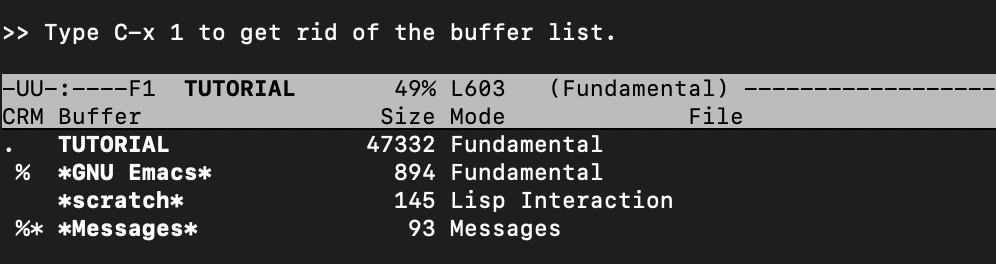 >> Type C-x 1 to get rid of the buffer list.
-UU-:----F1  TUTORIAL       49% L603   (Fundamental) ------------------
CRM Buffer                 Size Mode             File
.   TUTORIAL              47332 Fundamental
 %  *GNU Emacs*             894 Fundamental
    *scratch*               145 Lisp Interaction
 %* *Messages*               93 Messages